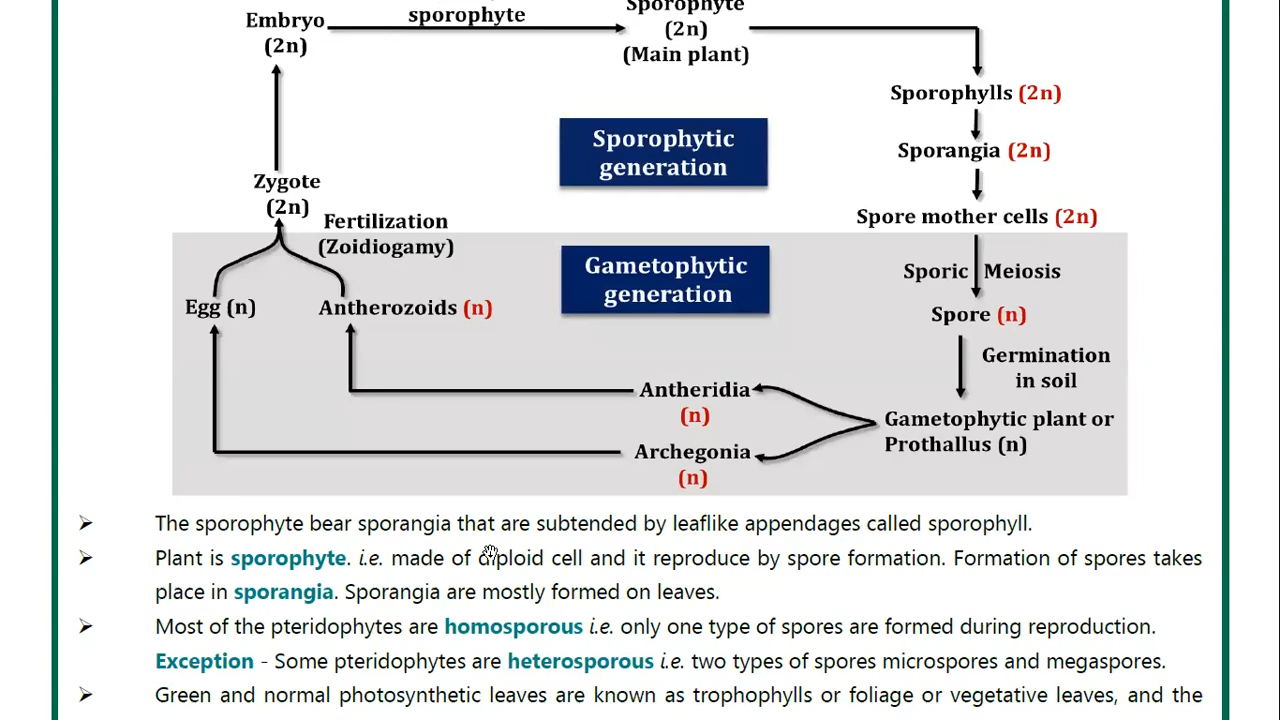 sporophyte
Sporophyte
(2n)
(Main plant)
Embryo
(2n)
Sporophylls (2n)
Sporangia (2n)
Spore mother cells (2n)
Sporophytic
generation
Zygote
(2n)
Fertilization
(Zoidiogamy)
Gametophytic
generation
Sporic Meiosis
Egg (n)
Antherozoids (n)
Spore (n)
Germination
in soil
Antheridia
(n)
Gametophytic plant or
Prothallus (n)
Archegonia
(n)
➢ The sporophyte bear sporangia that are subtended by leaflike appendages called sporophyll.
➢ Plant is sporophyte. i.e. made of diploid cell and it reproduce by spore formation. Formation of spores takes
place in sporangia. Sporangia are mostly formed on leaves.
➢ Most of the pteridophytes are homosporous i.e. only one type of spores are formed during reproduction.
Exception - Some pteridophytes are heterosporous i.e. two types of spores microspores and megaspores.
➢ Green and normal photosynthetic leaves are known as trophophylls or foliage or vegetative leaves, and the